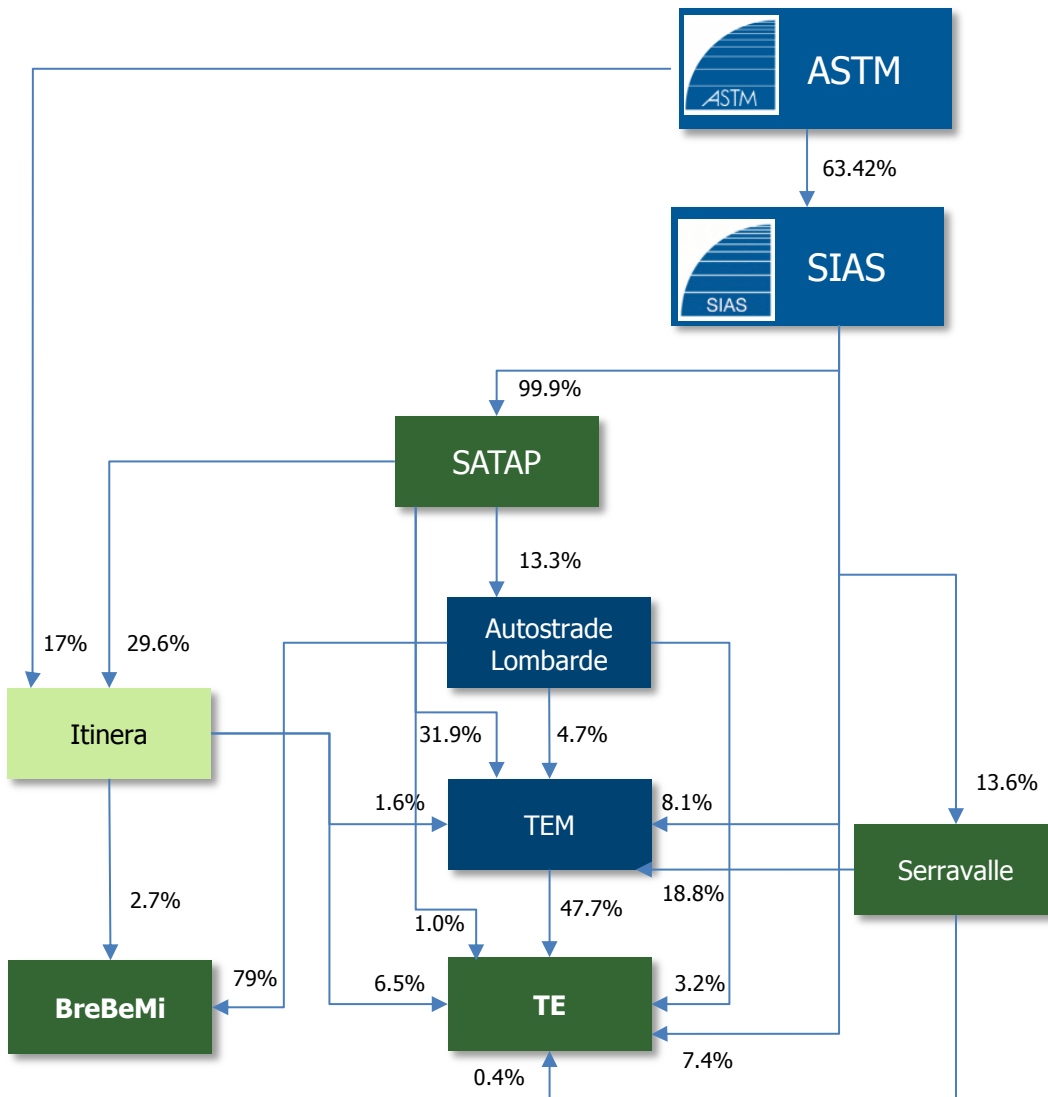 ASTM
ASTM
63.42%
SIAS
SIAS
99.9%
SATAP
13.3%
Autostrade
Lombarde
17%
29.6%
Itinera
31.9%
4.7%
13.6%
1.6%
8.1%
TEM
Serravalle
2.7%
47.7%
18.8%
1.0%
79%
6.5%
3.2%
BreBeMi
TE
7.4%
0.4%